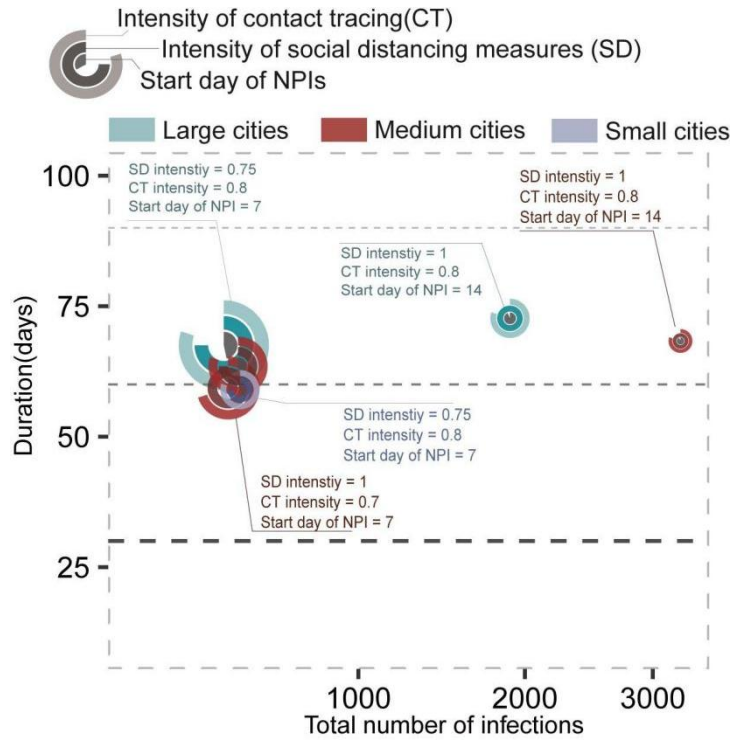 Intensity of contact tracing(CT)
Intensity of social distancing measures (SD)
Start day of NPIs
Large cities
Medium cities
Small cities
100
75
50
25
Duration(days)
SD intenstiy = 0.75
CT intensity = 0.8
Start day of NPI = 7
SD intenstiy = 1
CT intensity = 0.8
Start day of NPI = 14
SD intenstiy = 1
CT intensity = 0.8
Start day of NPI = 14
SD intenstiy = 0.75
CT intensity = 0.8
Start day of NPI = 7
SD intenstiy = 1
CT intensity = 0.7
Start day of NPI = 7
1000
2000
3000
Total number of infections